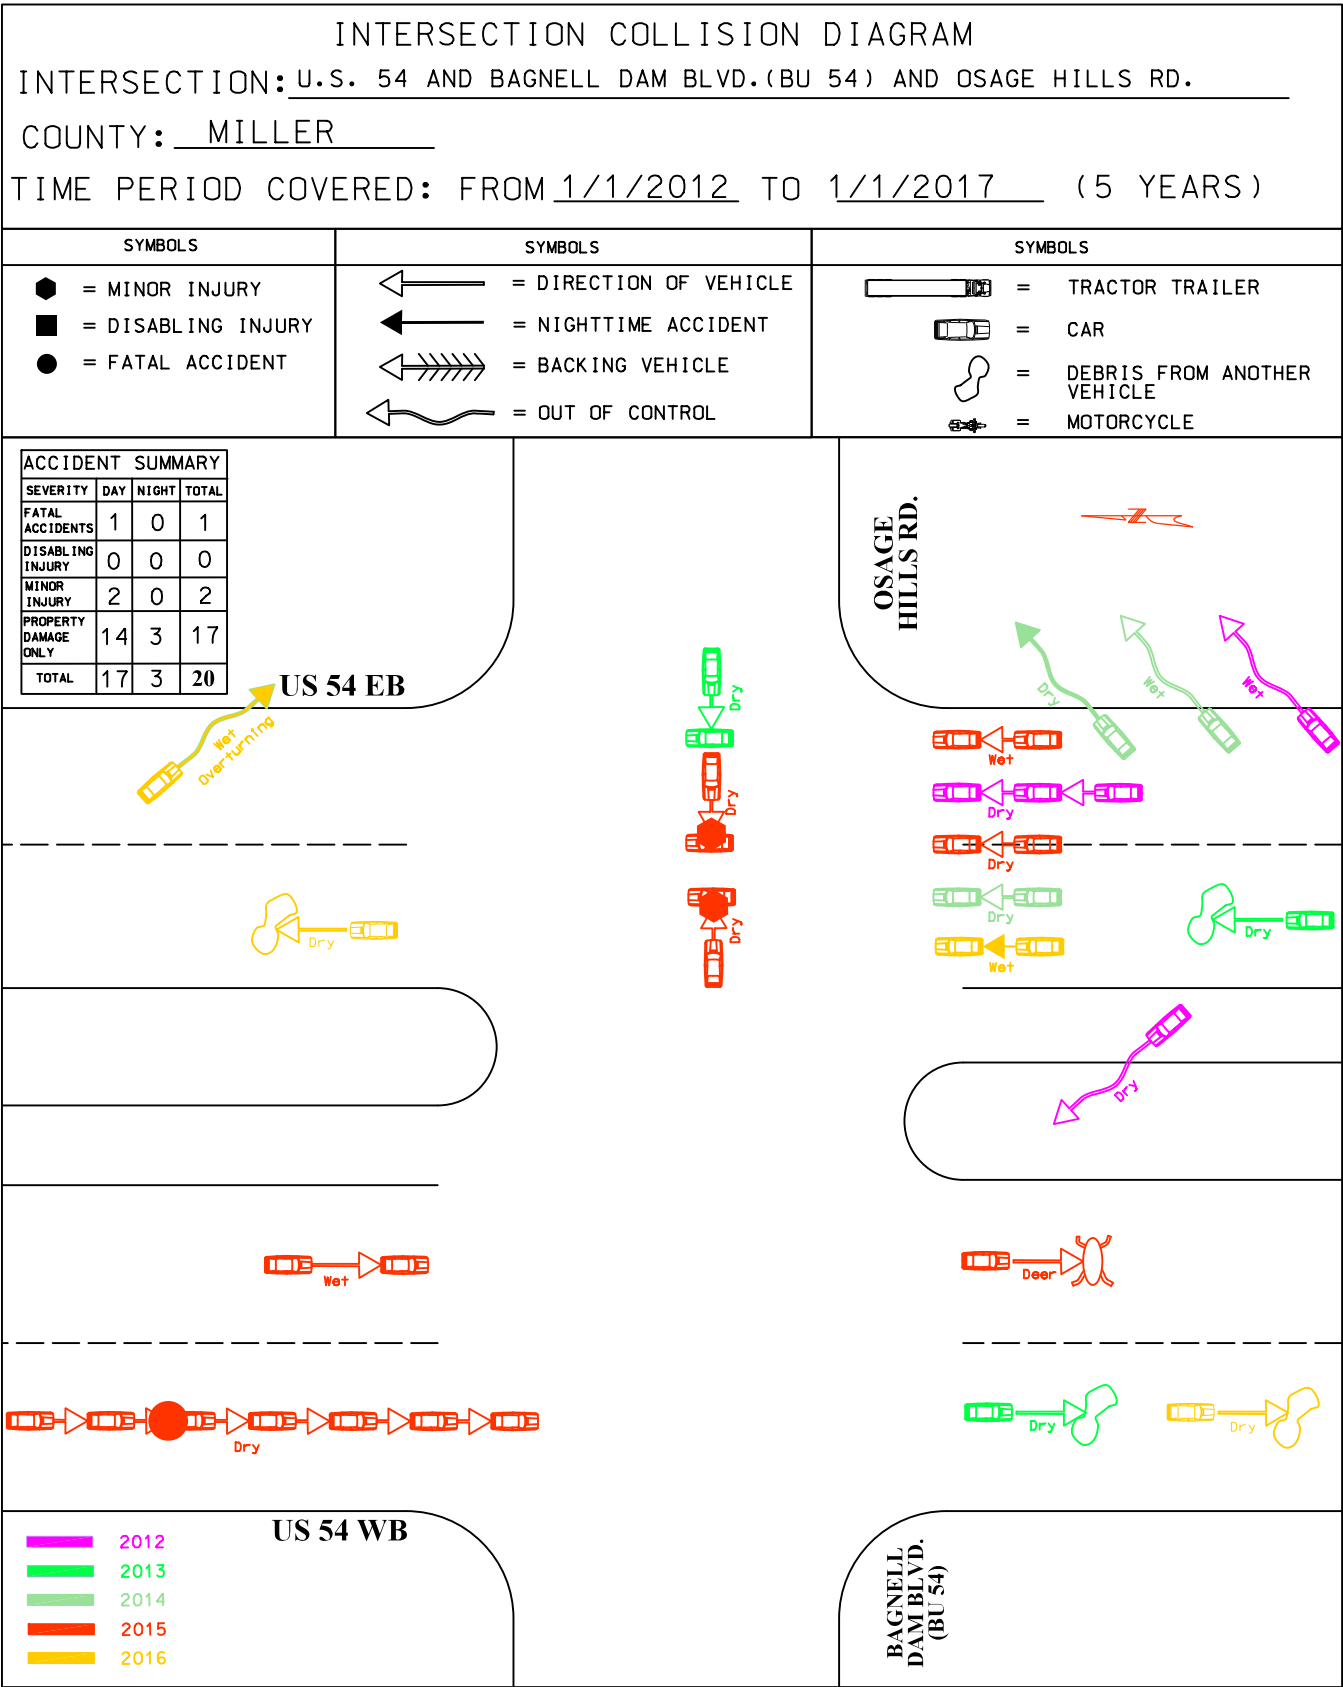 INTERSECTION COLLISION DIAGRAM
INTERSECTION: U.S. 54 AND BAGNELL DAM BLVD.(BU 54) AND OSAGE HILLS RD.
COUNTY: MILLER
TIME PERIOD COVERED: FROM 1/1/2012 TO 1/1/2017 (5 YEARS)
SYMBOLS
= MINOR INJURY
= DISABLING INJURY
= FATAL ACCIDENT
SYMBOLS
= DIRECTION OF VEHICLE
= NIGHTTIME ACCIDENT
= BACKING VEHICLE
= OUT OF CONTROL
SYMBOLS
= TRACTOR TRAILER
= CAR
= DEBRIS FROM ANOTHER
VEHICLE
= MOTORCYCLE
ACCIDENT SUMMARY
SEVERITY DAY NIGHT TOTAL
FATAL
ACCIDENTS 1 0 1
DISABLING
INJURY 0 0 0
MINOR
INJURY 2 0 2
PROPERTY
DAMAGE
ONLY 14 3 17
TOTAL 17 3 20
US 54 EB
OSAGE
HILLS RD.
Z
Wet
Overturning
Dry
Dry
Wet
Wet
Wet
Dry
Dry
Dry
Dry
Wet
Dry
Dry
Dry
Dry
Wet
Deer
Dry
Dry
Dry
US 54 WB
BAGNELL
DAM BLVD.
(BU 54)
2012
2013
2014
2015
2016